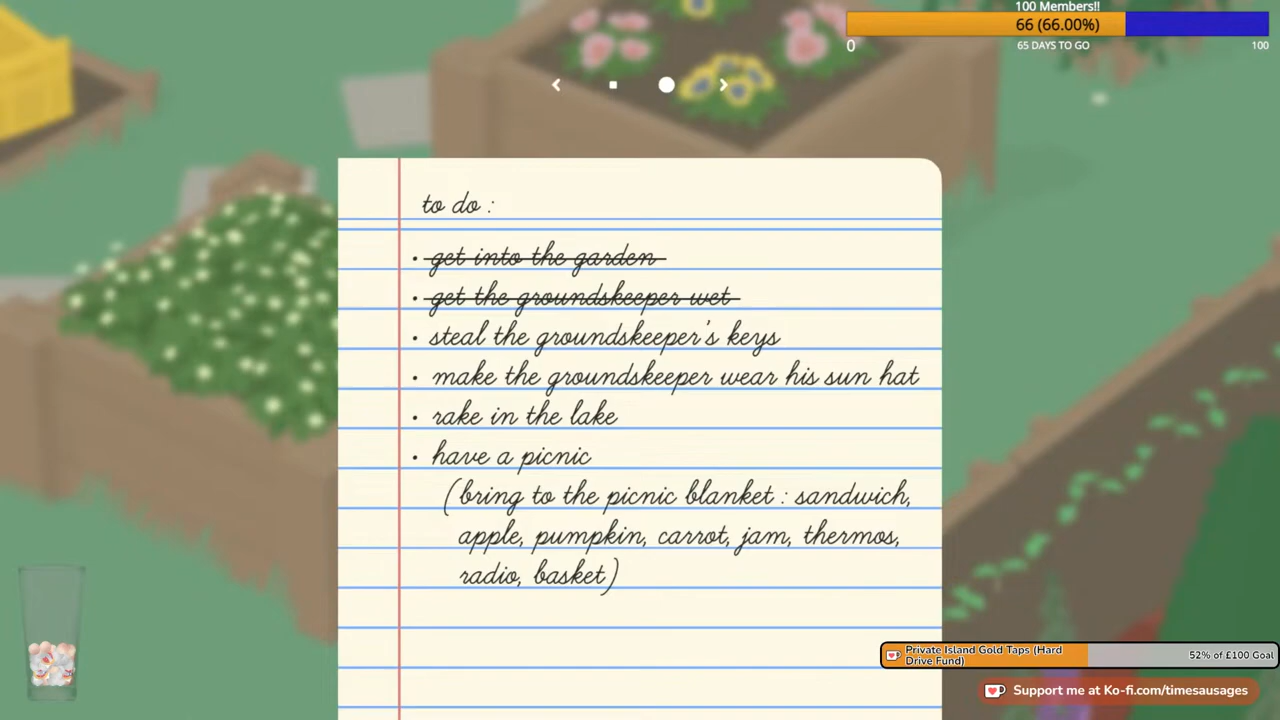 100 Members!!
66 (66.00%)
0
65 DAYS TO GO
100
to do :
• get into the garden
• get the groundskeeper wet
• steal the groundskeeper's keys
• make the groundskeeper wear his sun hat
• rake in the lake
• have a picnic
(bring to the picnic blanket : sandwich,
apple, pumpkin, carrot, jam, thermos,
radio, basket)
Private Island Gold Taps (Hard
Drive Fund)
52% of £100 Goal
Support me at Ko-fi.com/timesausages